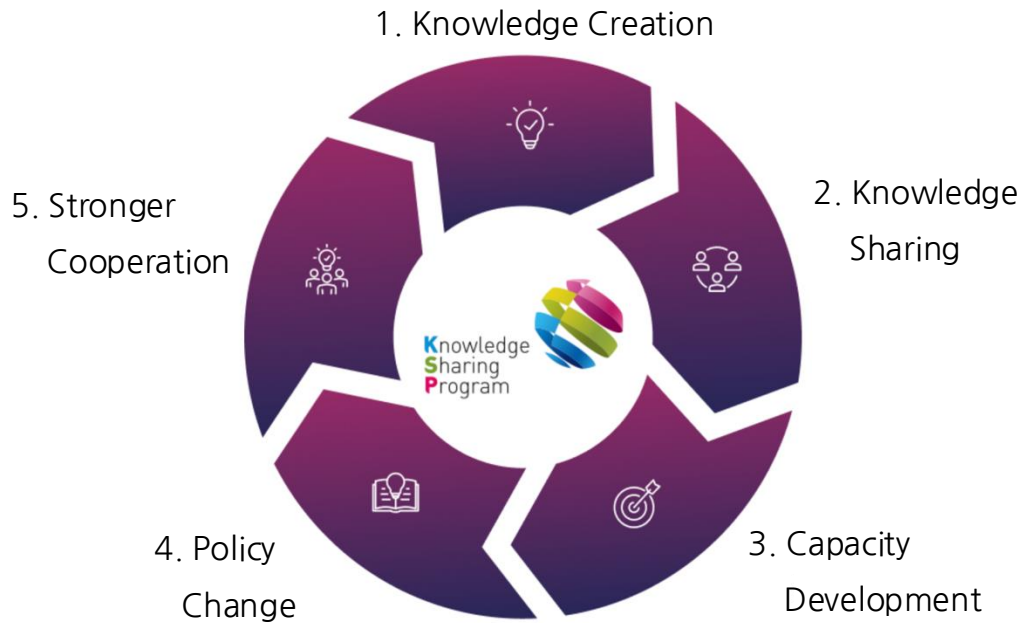 1. Knowledge Creation
2. Knowledge
Sharing
3. Capacity
Development
4. Policy
Change
5. Stronger
Cooperation
Knowledge
Sharing
Program